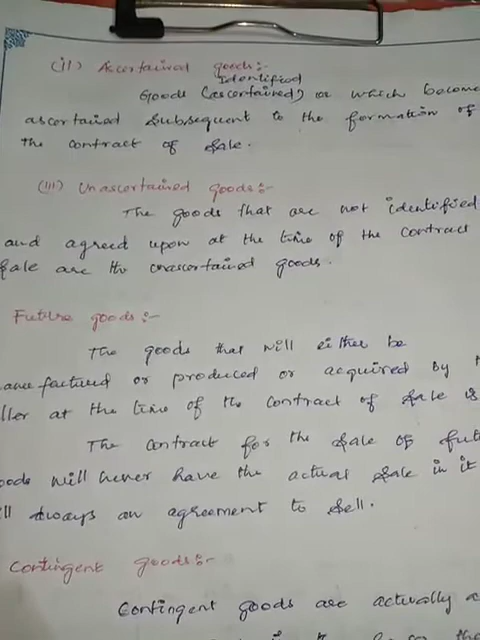 (ii) Ascertained goods:-
Identified
Goods (ascertained) or which become
ascertained subsequent to the formation of
the contract of sale.
(iii) Unascertained goods:-
The goods that are not identified
and agreed upon at the time of the contract
sale are the unascertained goods.
Future goods:-
The goods that will either be
anufactured or produced or acquired by t
ller at the time of the contract of sale is
The contract for the sale of fut
oods will never have the actual sale in it
ll always an agreement to sell.
Contingent goods:-
Contingent goods are actually a